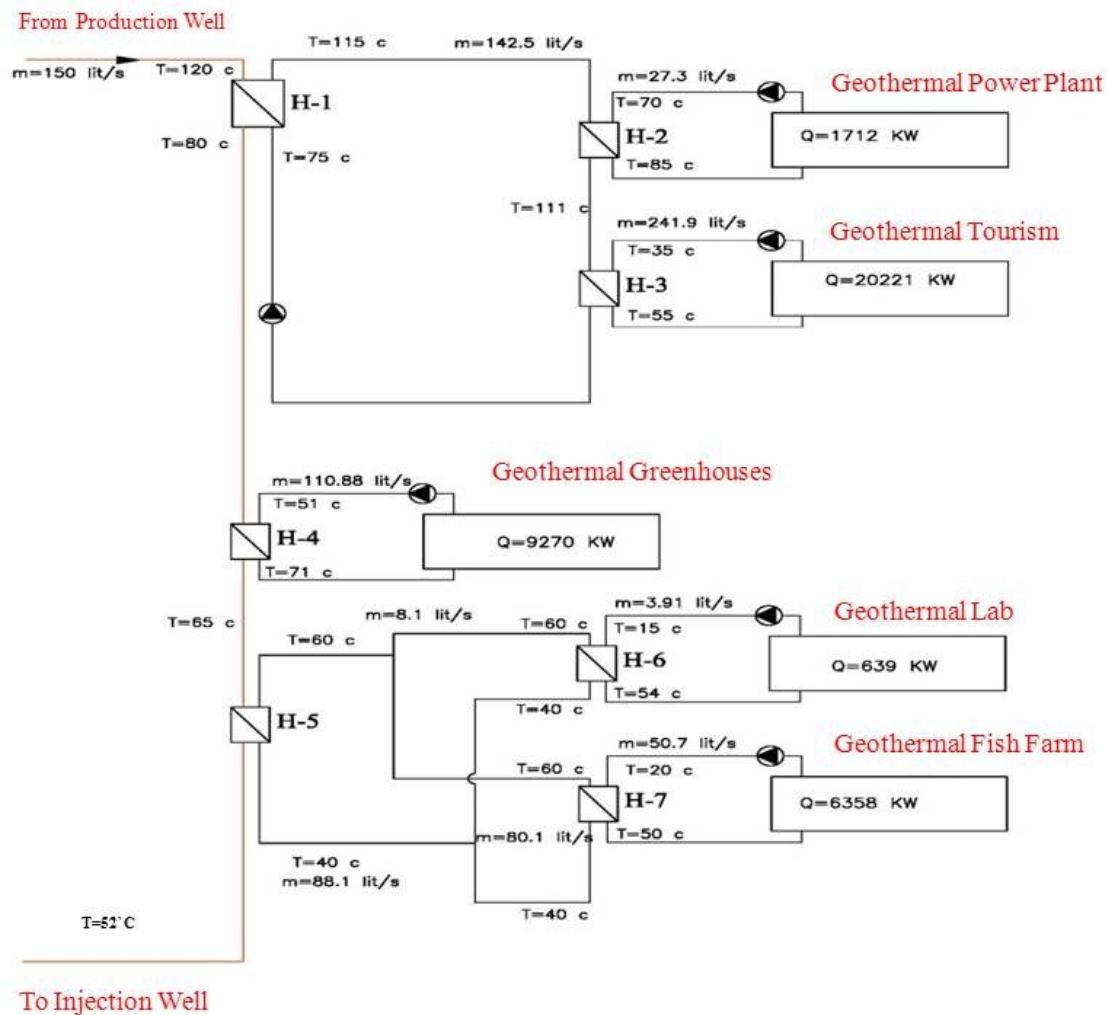 From Production Well
m=150 lit/s
T=120 c
H-1
T=80 c
T=115 c
m=142.5 lit/s
T=75 c
m=27.3 lit/s
Geothermal Power Plant
T=70 c
H-2
Q=1712 KW
T=85 c
T=111 c
m=241.9 lit/s
Geothermal Tourism
T=35 c
H-3
Q=20221 KW
T=55 c
Geothermal Greenhouses
m=110.88 lit/s
T=51 c
H-4
Q=9270 KW
T=71 c
T=65 c
m=8.1 lit/s
T=60 c
T=60 c
m=3.91 lit/s
Geothermal Lab
T=15 c
H-6
Q=639 KW
T=54 c
T=40 c
H-5
m=50.7 lit/s
Geothermal Fish Farm
T=60 c
T=20 c
H-7
Q=6358 KW
T=50 c
m=80.1 lit/s
T=40 c
m=88.1 lit/s
T=40 c
T=52`C
To Injection Well